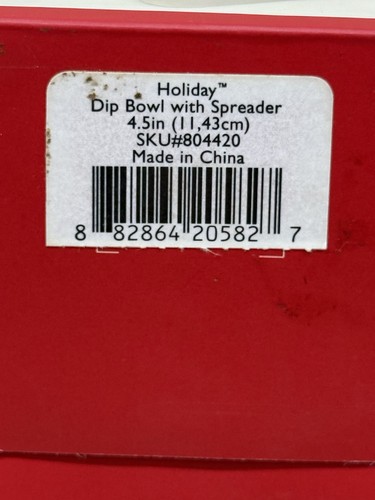 Holiday™
Dip Bowl with Spreader
4.5in (11,43cm)
SKU#804420
Made in China
8 82864 20582 7